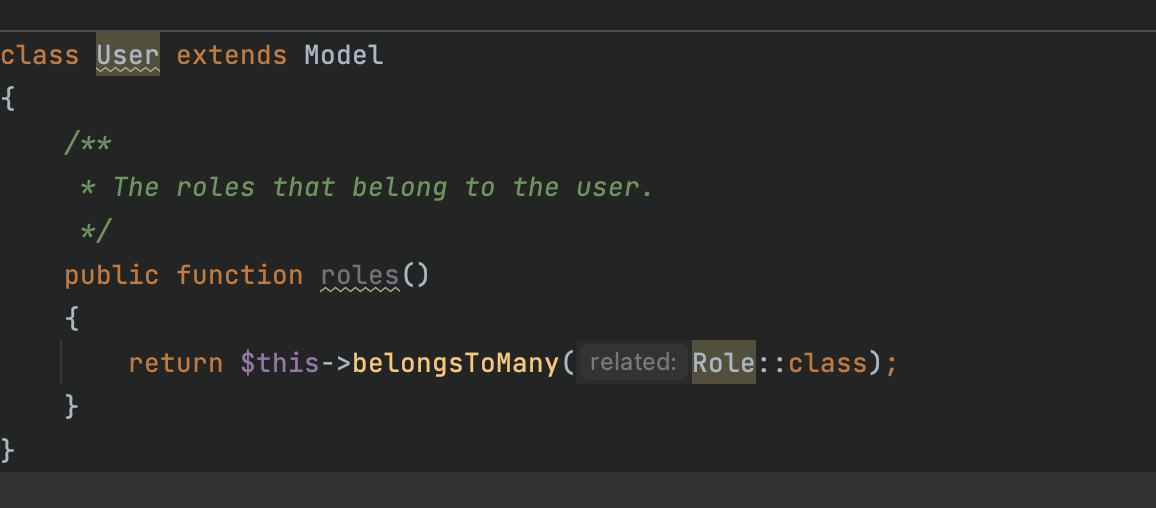 class User extends Model
{
    /**
     * The roles that belong to the user.
     */
    public function roles()
    {
        return $this->belongsToMany( related: Role::class);
    }
}